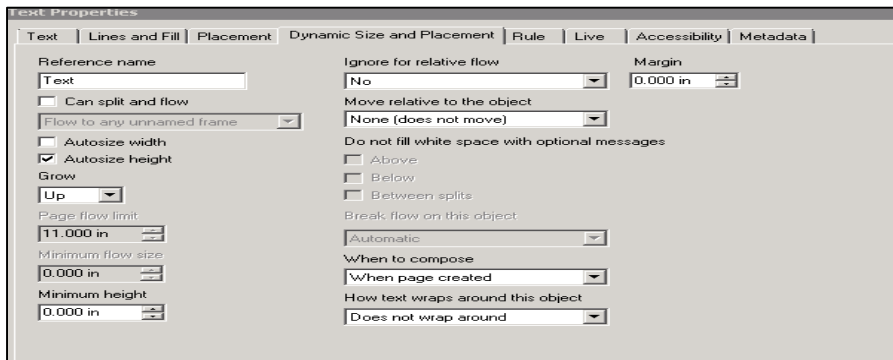 Text Properties
Text Lines and Fill Placement Dynamic Size and Placement Rule Live Accessibility Metadata
Reference name
Text
Can split and flow
Flow to any unnamed frame
Autosize width
Autosize height
Grow
Up
Page flow limit
11.000 in
Minimum flow size
0.000 in
Minimum height
0.000 in
Ignore for relative flow
No
Move relative to the object
None (does not move)
Do not fill white space with optional messages
Above
Below
Between splits
Break flow on this object
Automatic
When to compose
When page created
How text wraps around this object
Does not wrap around
Margin
0.000 in